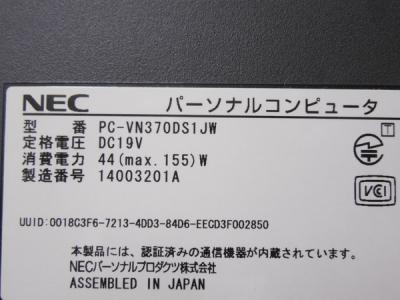 NEC パーソナルコンピュータ
型 番 PC-VN370DS1JW
定格電圧 DC19V
消費電力 44(max.155)W
製造番号 14003201A
T
VCI
UUID:0018C3F6-7213-4DD3-84D6-EECD3F002850
本製品には、認証済みの通信機器が内蔵されています。
NECパーソナルプロダクツ株式会社
ASSEMBLED IN JAPAN